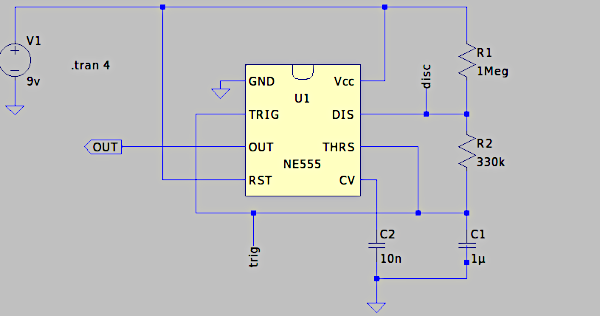 V1
9v
.tran 4
GND
Vcc
U1
TRIG
DIS
OUT
OUT
THRS
NE555
RST
CV
disc
R1
1Meg
R2
330k
trig
C2
10n
C1
1µ